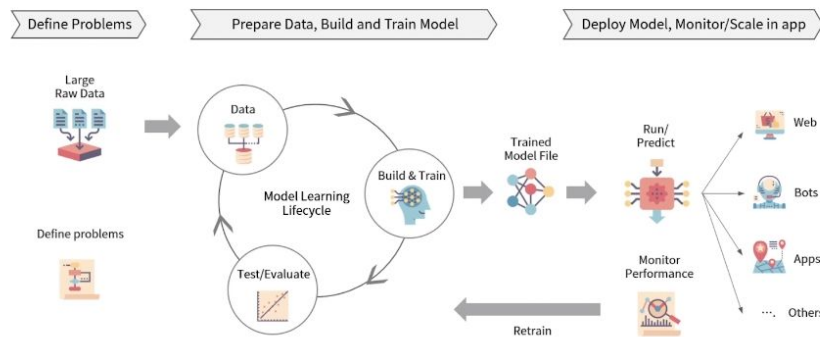 Define Problems
Prepare Data, Build and Train Model
Deploy Model, Monitor/Scale in app
Large
Raw Data
Define problems
Data
Build & Train
Model Learning
Lifecycle
Test/Evaluate
Trained
Model File
Run/
Predict
Monitor
Performance
Retrain
Web
Bots
Apps
.... Others